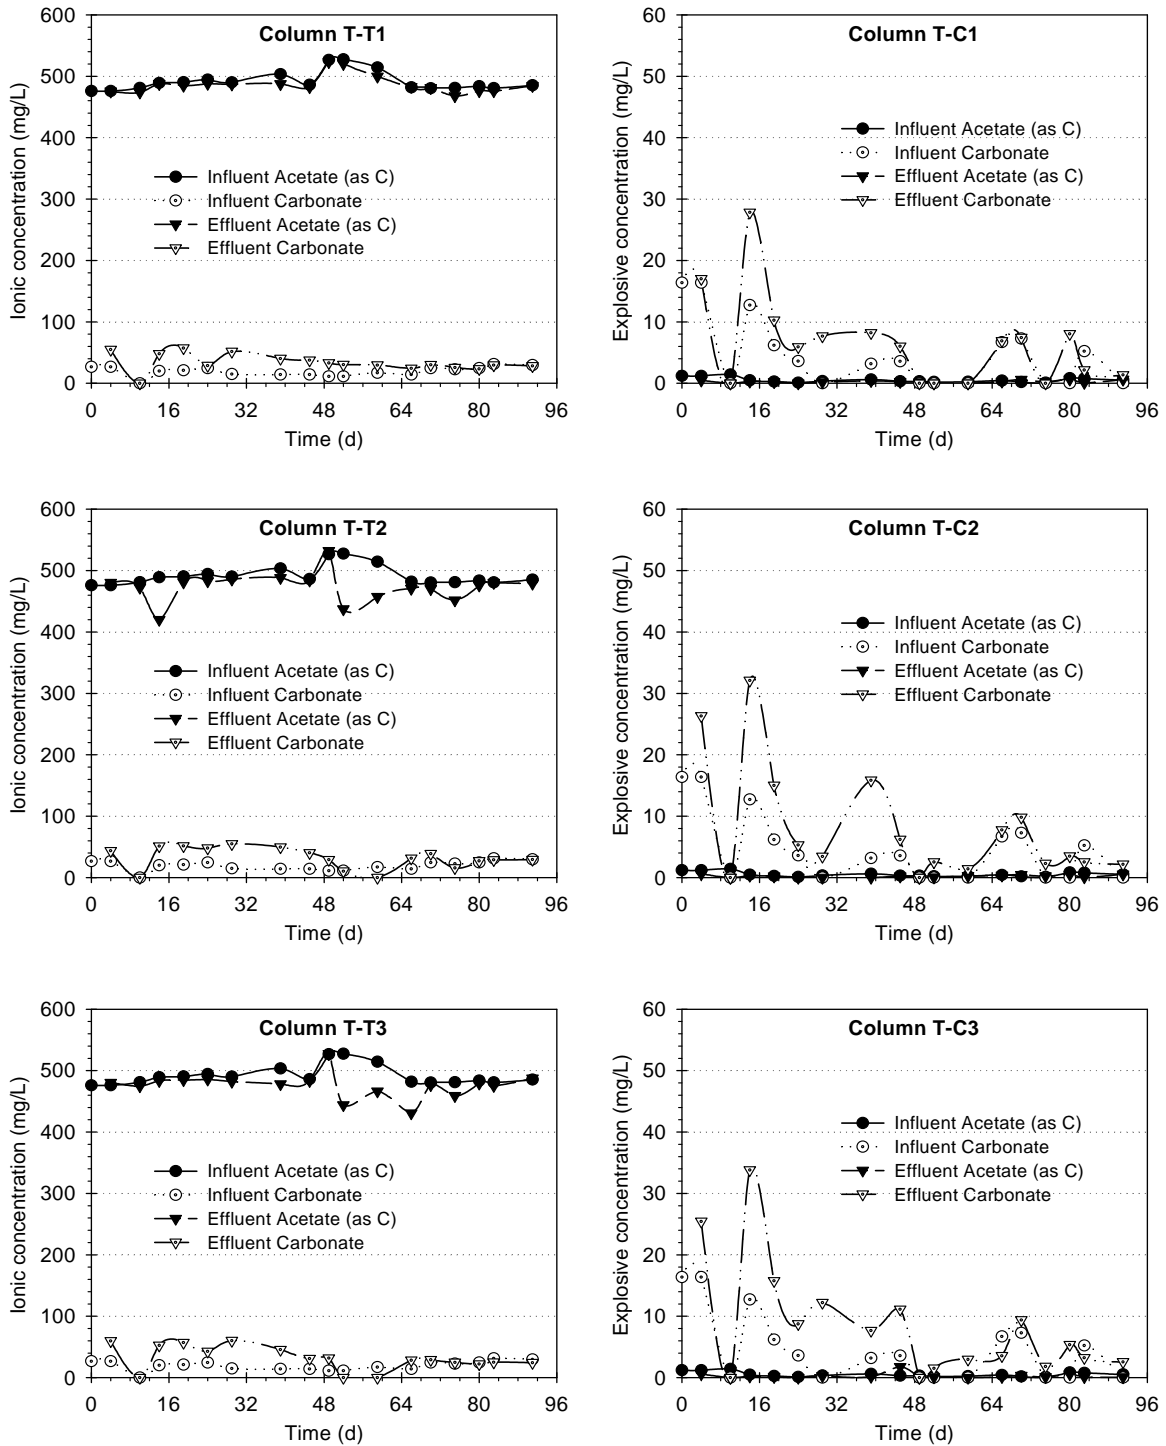 Column T-T1
Ionic concentration (mg/L)
600
500
400
300
200
100
0
Influent Acetate (as C)
Influent Carbonate
Effluent Acetate (as C)
Effluent Carbonate
0 16 32 48 64 80 96
Time (d)
Column T-C1
Explosive concentration (mg/L)
60
50
40
30
20
10
0
Influent Acetate (as C)
Influent Carbonate
Effluent Acetate (as C)
Effluent Carbonate
0 16 32 48 64 80 96
Time (d)
Column T-T2
Ionic concentration (mg/L)
600
500
400
300
200
100
0
Influent Acetate (as C)
Influent Carbonate
Effluent Acetate (as C)
Effluent Carbonate
0 16 32 48 64 80 96
Time (d)
Column T-C2
Explosive concentration (mg/L)
60
50
40
30
20
10
0
Influent Acetate (as C)
Influent Carbonate
Effluent Acetate (as C)
Effluent Carbonate
0 16 32 48 64 80 96
Time (d)
Column T-T3
Ionic concentration (mg/L)
600
500
400
300
200
100
0
Influent Acetate (as C)
Influent Carbonate
Effluent Acetate (as C)
Effluent Carbonate
0 16 32 48 64 80 96
Time (d)
Column T-C3
Explosive concentration (mg/L)
60
50
40
30
20
10
0
Influent Acetate (as C)
Influent Carbonate
Effluent Acetate (as C)
Effluent Carbonate
0 16 32 48 64 80 96
Time (d)